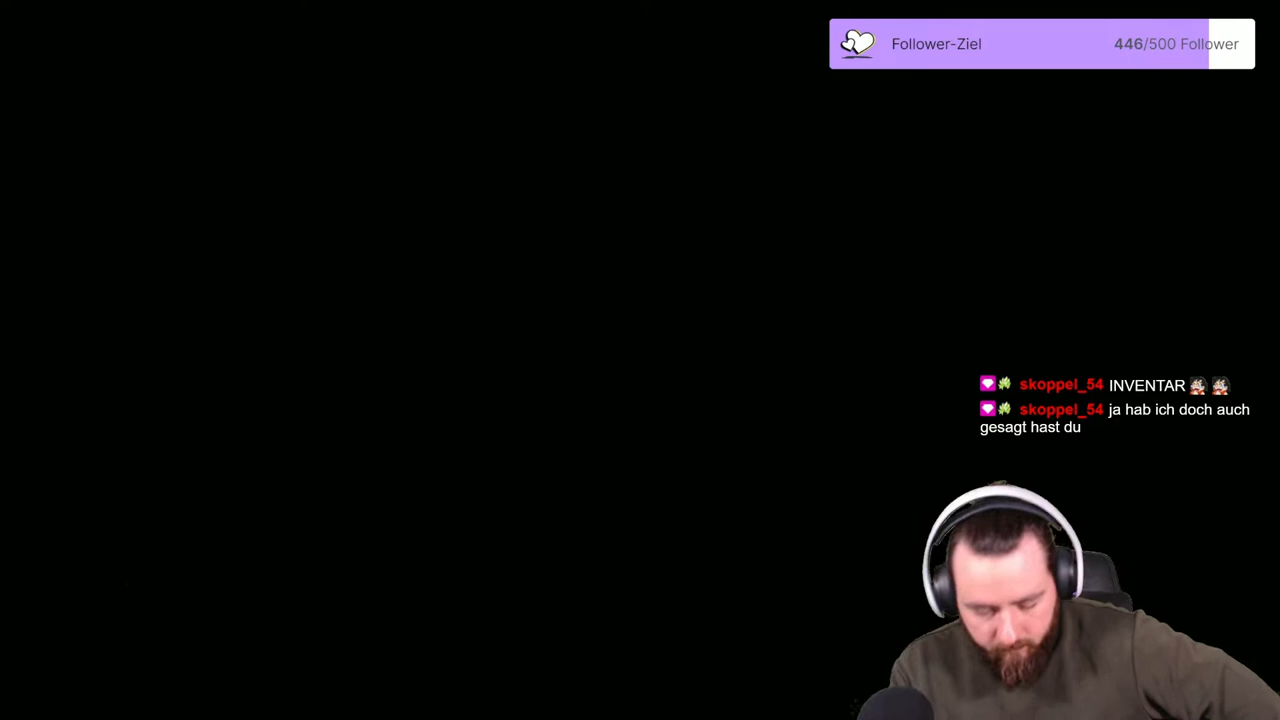 Follower-Ziel 446/500 Follower
skoppel_54 INVENTAR
skoppel_54 ja hab ich doch auch
gesagt hast du